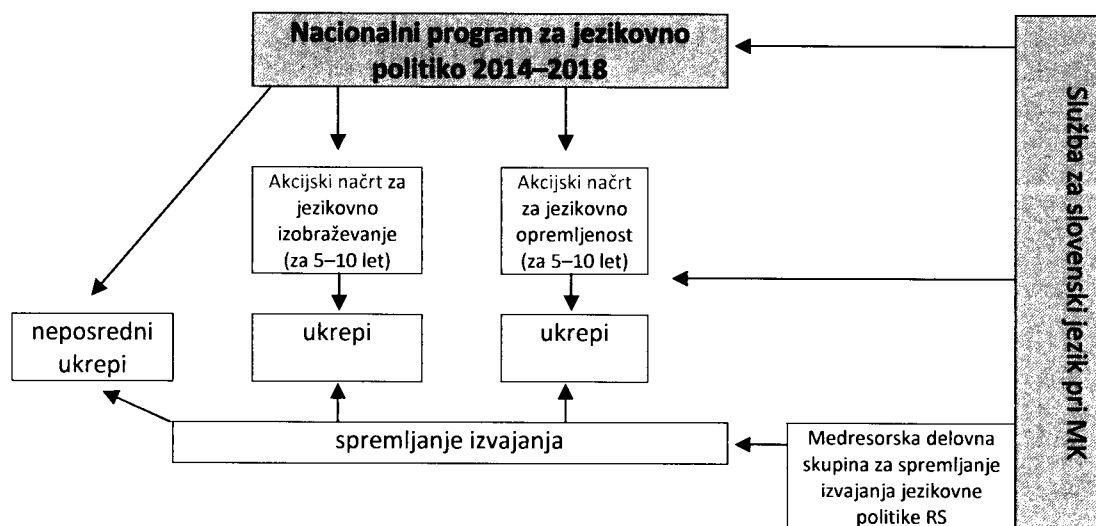 Nacionalni program za jezikovno
politiko 2014–2018
Akcijski načrt za
jezikovno
izobraževanje
(za 5–10 let)
Akcijski načrt
za jezikovno
opremljenost
(za 5–10 let)
neposredni
ukrepi
ukrepi
ukrepi
spremljanje izvajanja
Medresorska delovna
skupina za spremljanje
izvajanja jezikovne
politike RS
Služba za slovenski jezik pri MK